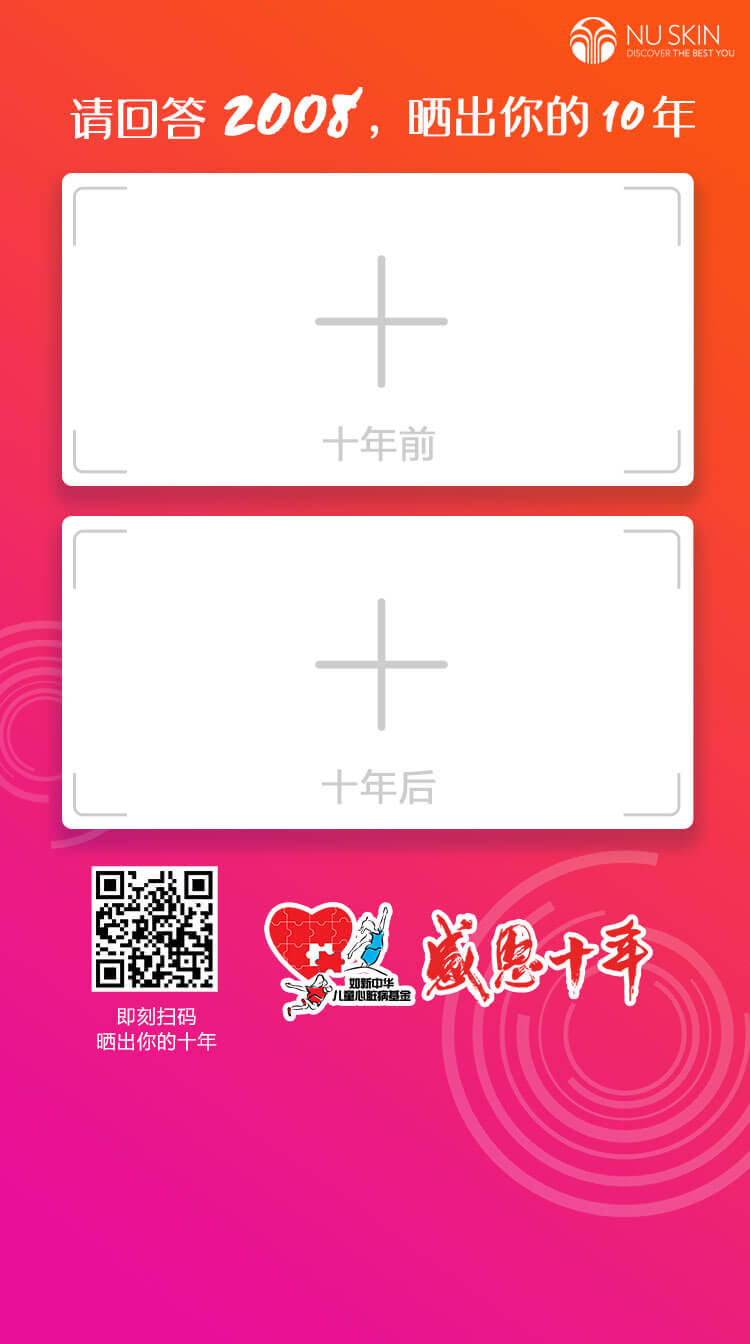 NU SKIN
DISCOVER THE BEST YOU
请回答 2008，晒出你的 10 年
十年前
十年后
如新中华
儿童心脏病基金
感恩十年
即刻扫码
晒出你的十年